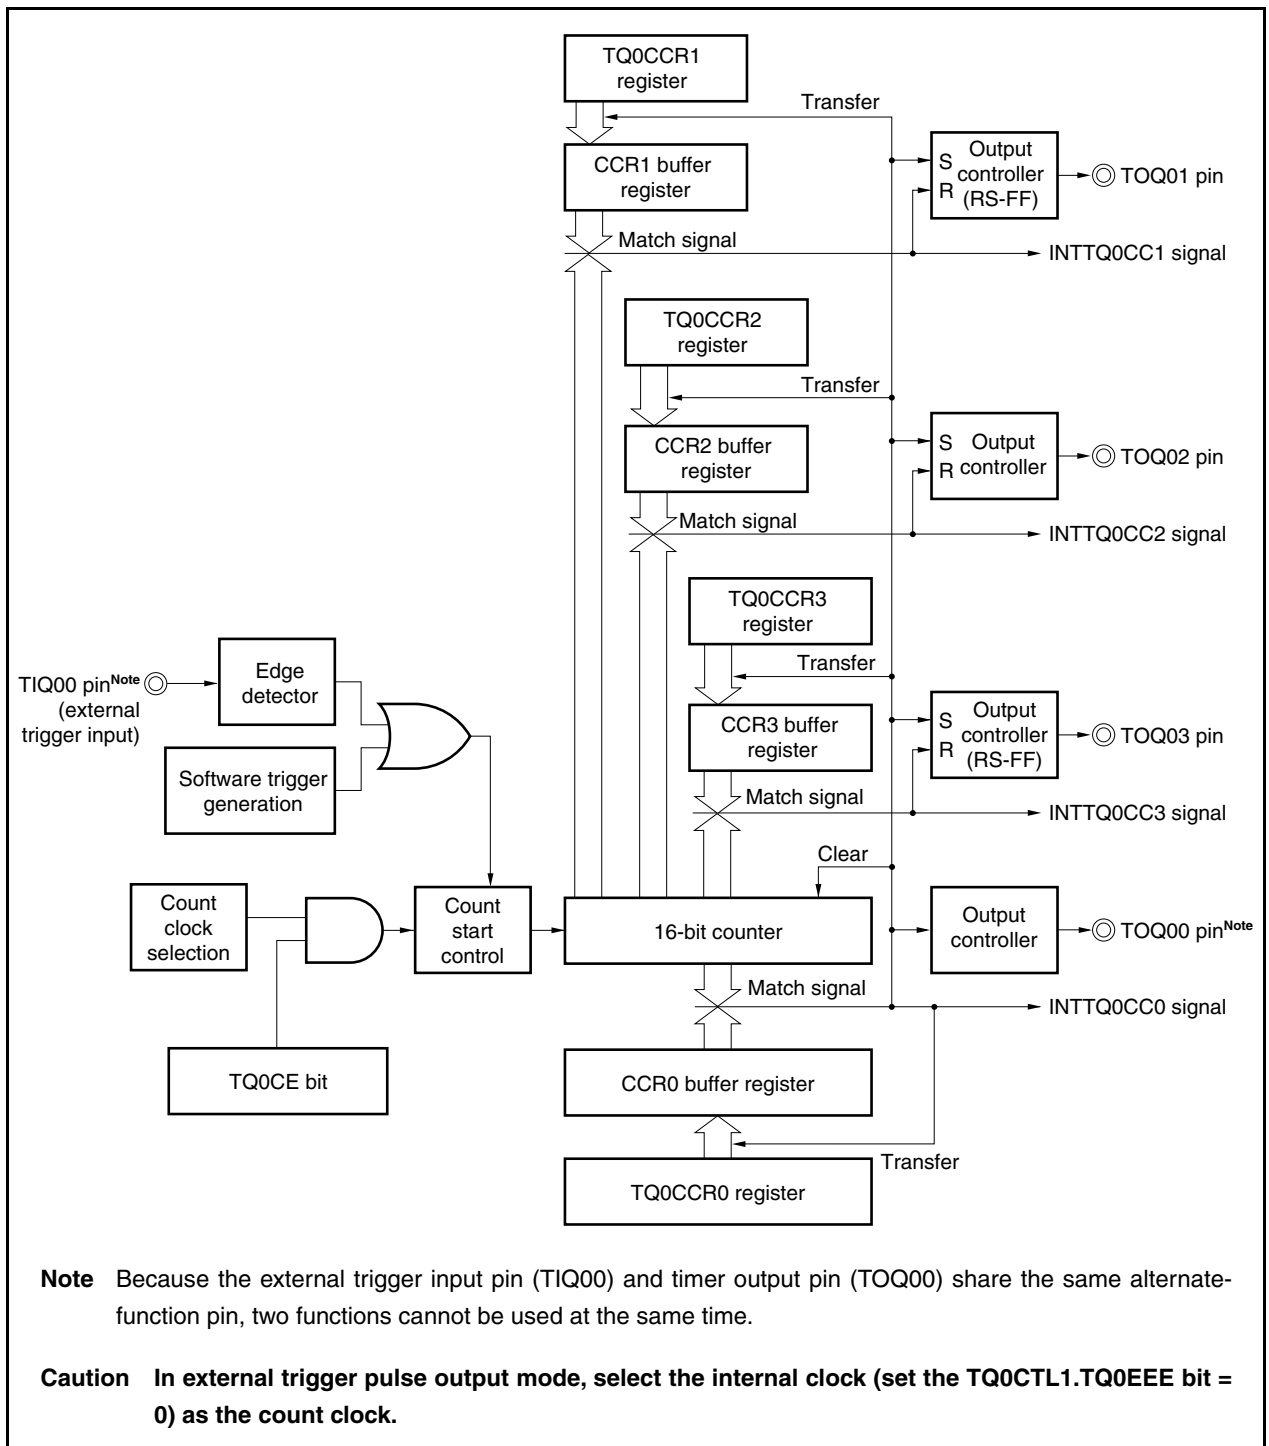 TQ0CCR1
register
Transfer
CCR1 buffer
register
S
R
Output
controller
(RS-FF)
TOQ01 pin
Match signal
INTTQ0CC1 signal
TQ0CCR2
register
Transfer
CCR2 buffer
register
S
R
Output
controller
TOQ02 pin
Match signal
INTTQ0CC2 signal
TQ0CCR3
register
Transfer
CCR3 buffer
register
S
R
Output
controller
(RS-FF)
TOQ03 pin
Match signal
INTTQ0CC3 signal
TIQ00 pinNote
(external
trigger input)
Edge
detector
Software trigger
generation
Clear
Count
clock
selection
Count
start
control
16-bit counter
Output
controller
TOQ00 pinNote
Match signal
INTTQ0CC0 signal
TQ0CE bit
CCR0 buffer register
Transfer
TQ0CCR0 register
Note Because the external trigger input pin (TIQ00) and timer output pin (TOQ00) share the same alternate-
function pin, two functions cannot be used at the same time.
Caution In external trigger pulse output mode, select the internal clock (set the TQ0CTL1.TQ0EEE bit =
0) as the count clock.